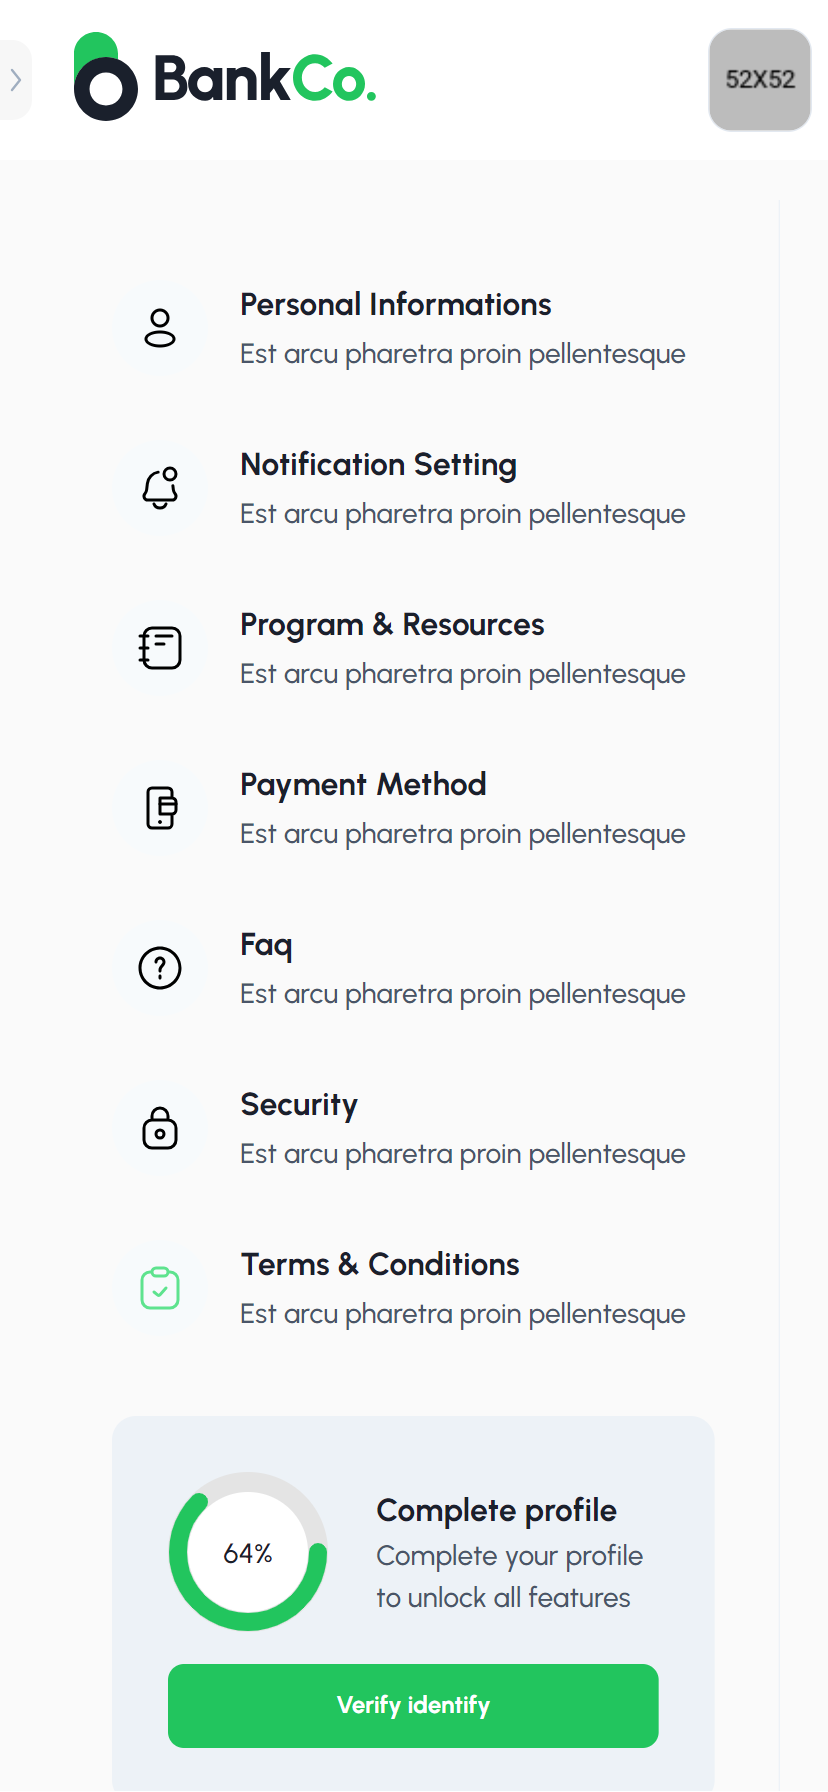 BankCo.
52X52
Personal Informations
Est arcu pharetra proin pellentesque
Notification Setting
Est arcu pharetra proin pellentesque
Program & Resources
Est arcu pharetra proin pellentesque
Payment Method
Est arcu pharetra proin pellentesque
Faq
Est arcu pharetra proin pellentesque
Security
Est arcu pharetra proin pellentesque
Terms & Conditions
Est arcu pharetra proin pellentesque
64%
Complete profile
Complete your profile
to unlock all features
Verify identify